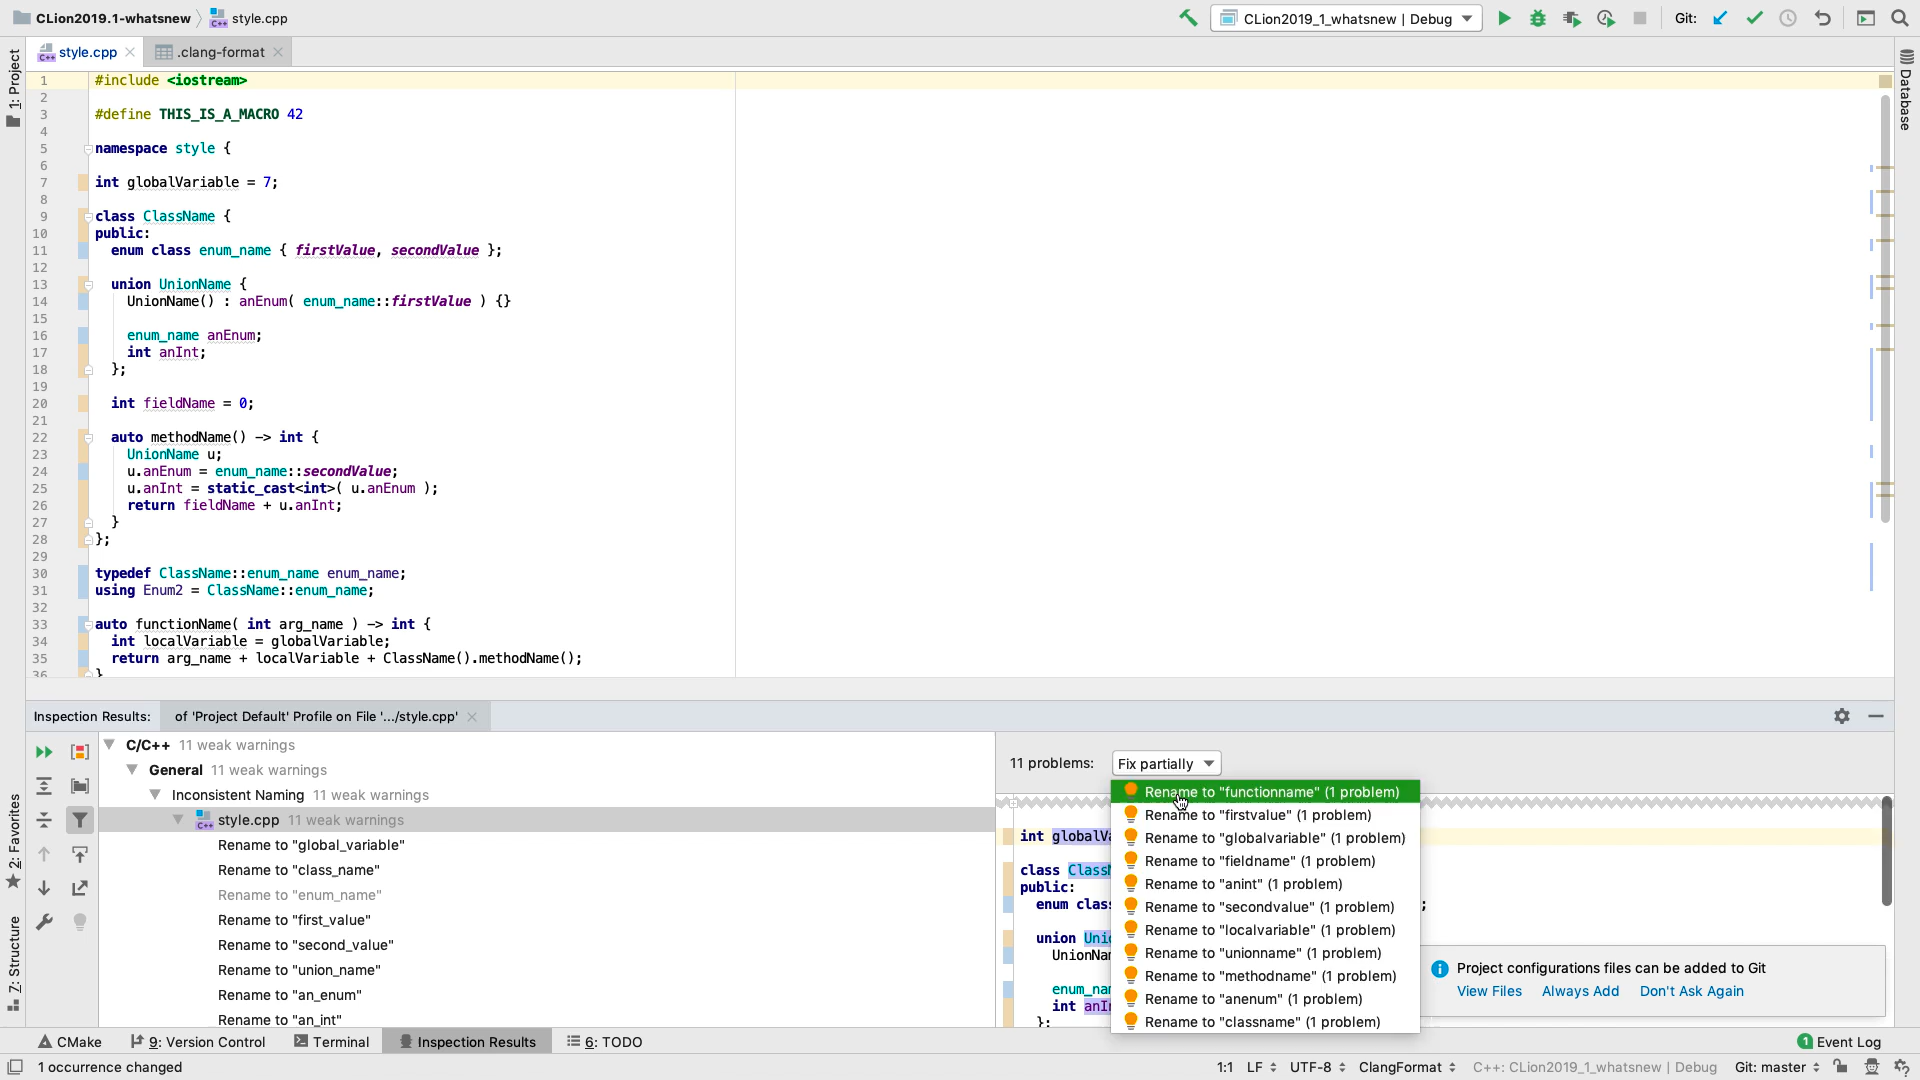 CLion2019.1-whatsnew
style.cpp
CLion2019_1_whatsnew | Debug
Git:
style.cpp
.clang-format
1: Project
Database
1 #include <iostream>
2
3 #define THIS_IS_A_MACRO 42
4
5 namespace style {
6
7 int globalVariable = 7;
8
9 class ClassName {
10 public:
11 enum class enum_name { firstValue, secondValue };
12
13 union UnionName {
14 UnionName() : anEnum( enum_name::firstValue ) {}
15
16 enum_name anEnum;
17 int anInt;
18 };
19
20 int fieldName = 0;
21
22 auto methodName() -> int {
23 UnionName u;
24 u.anEnum = enum_name::secondValue;
25 u.anInt = static_cast<int>( u.anEnum );
26 return fieldName + u.anInt;
27 }
28 };
29
30 typedef ClassName::enum_name enum_name;
31 using Enum2 = ClassName::enum_name;
32
33 auto functionName( int arg_name ) -> int {
34 int localVariable = globalVariable;
35 return arg_name + localVariable + ClassName().methodName();
36 }
Inspection Results:
of 'Project Default' Profile on File '.../style.cpp'
2: Favorites
7: Structure
C/C++ 11 weak warnings
General 11 weak warnings
Inconsistent Naming 11 weak warnings
style.cpp 11 weak warnings
Rename to "global_variable"
Rename to "class_name"
Rename to "enum_name"
Rename to "first_value"
Rename to "second_value"
Rename to "union_name"
Rename to "an_enum"
Rename to "an_int"
11 problems:
Fix partially
Rename to "functionname" (1 problem)
Rename to "firstvalue" (1 problem)
Rename to "globalvariable" (1 problem)
Rename to "fieldname" (1 problem)
Rename to "anint" (1 problem)
Rename to "secondvalue" (1 problem)
Rename to "localvariable" (1 problem)
Rename to "unionname" (1 problem)
Rename to "methodname" (1 problem)
Rename to "anenum" (1 problem)
Rename to "classname" (1 problem)
int globalVa
class Class
public:
enum clas
;
union Unio
UnionNam
enum_nam
int anI
};
Project configurations files can be added to Git
View Files
Always Add
Don't Ask Again
CMake
9: Version Control
Terminal
Inspection Results
6: TODO
1 Event Log
1 occurrence changed
1:1
LF
UTF-8
ClangFormat
C++: CLion2019_1_whatsnew | Debug
Git: master